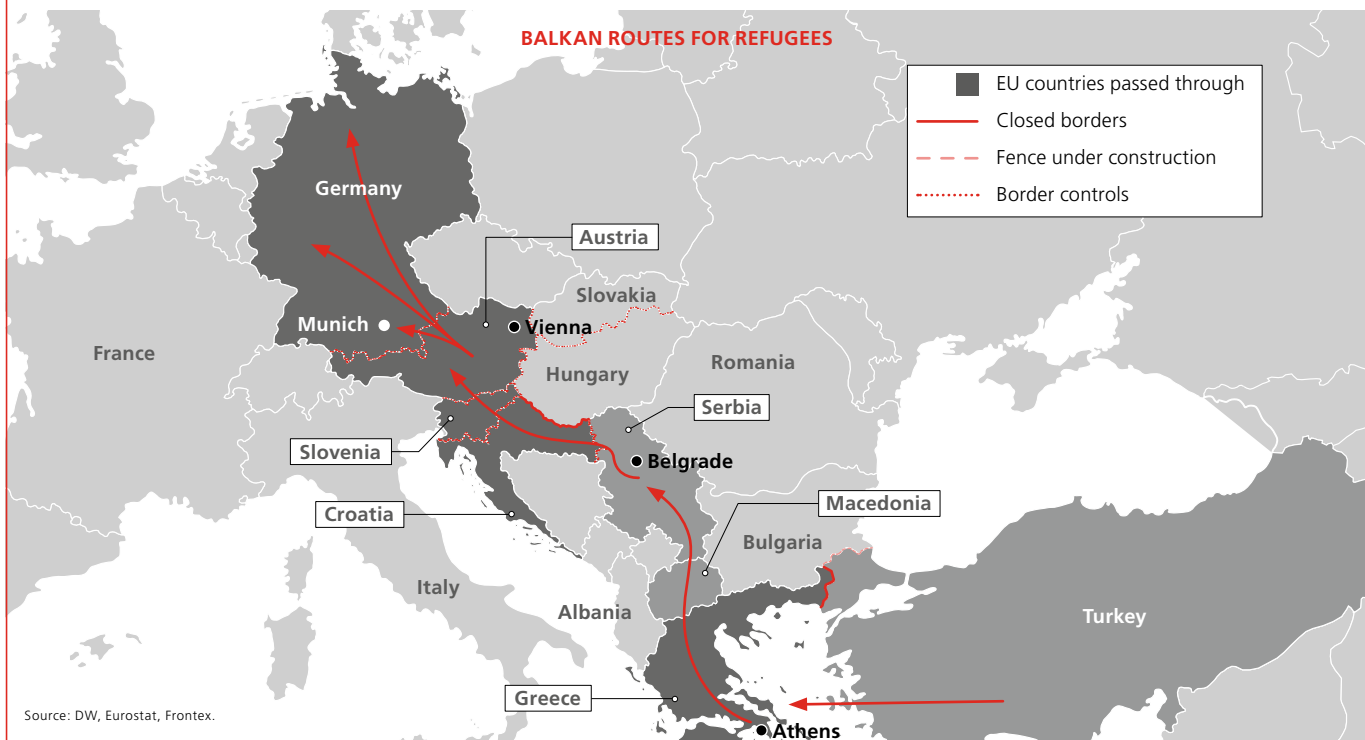 BALKAN ROUTES FOR REFUGEES
EU countries passed through
Closed borders
Fence under construction
Border controls
Germany
Austria
Slovakia
Munich
Vienna
France
Hungary
Romania
Serbia
Slovenia
Belgrade
Croatia
Macedonia
Bulgaria
Italy
Albania
Turkey
Greece
Source: DW, Eurostat, Frontex.
Athens